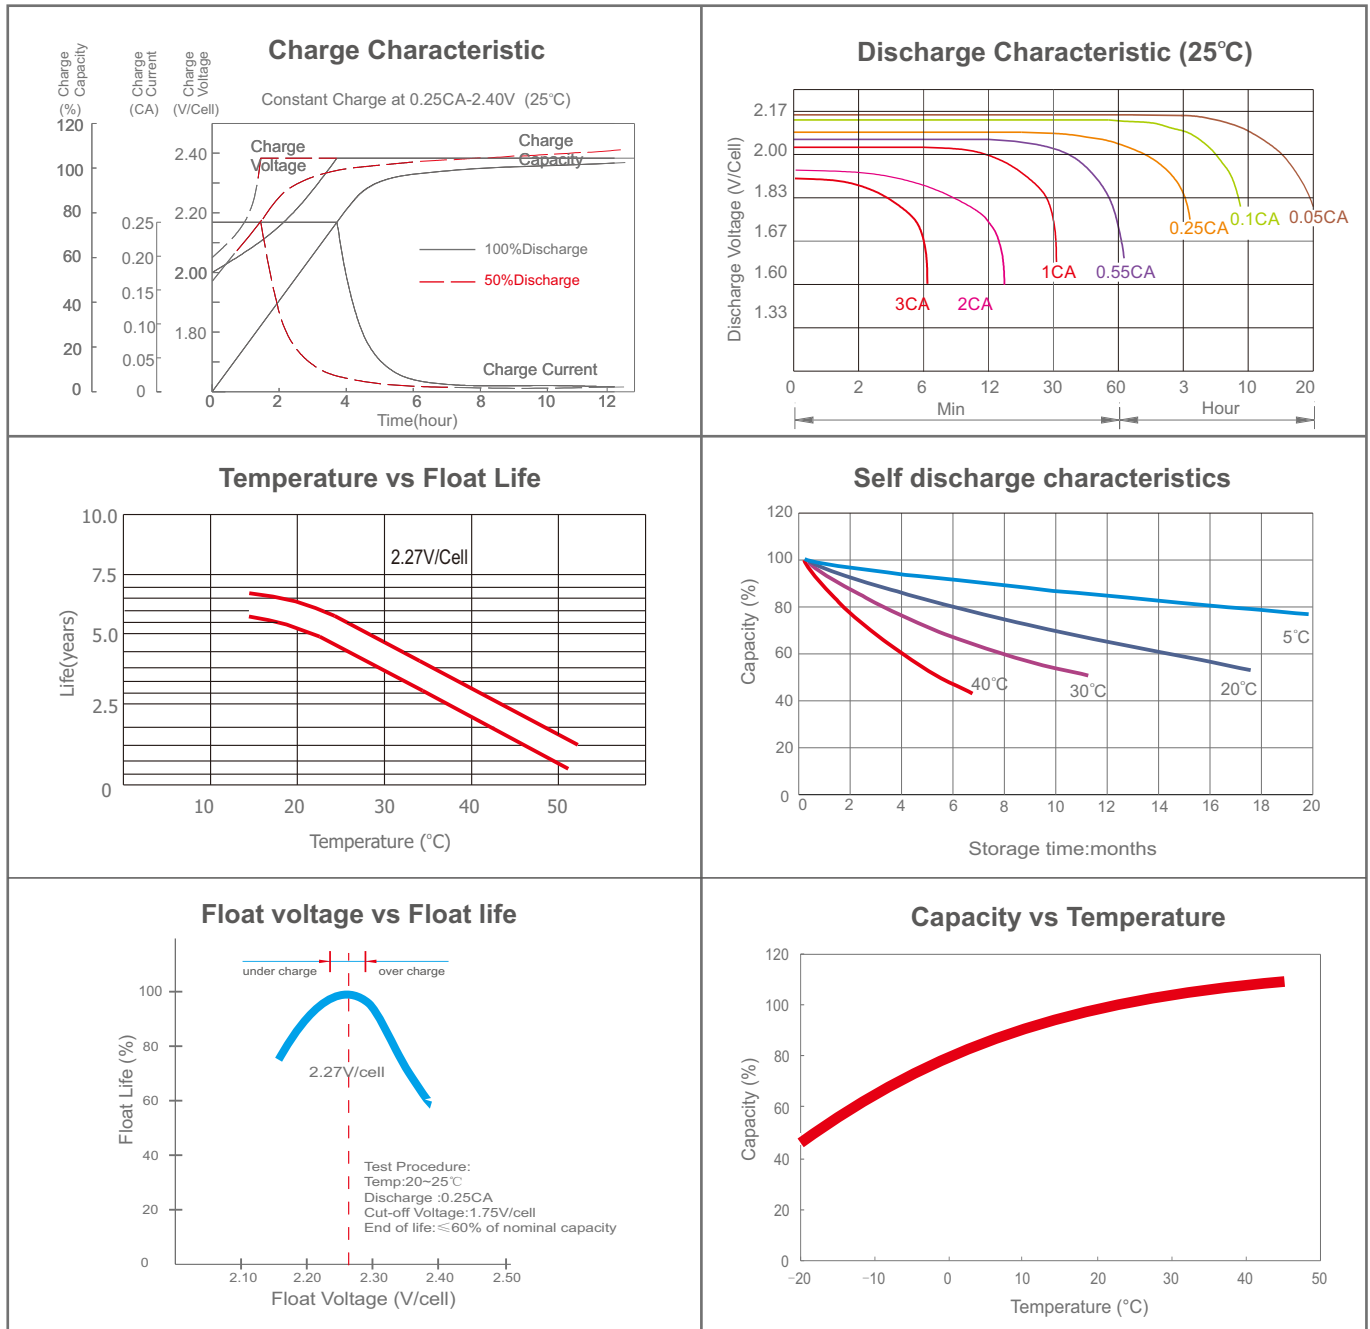 Charge Characteristic
Charge Capacity
(%)
Charge Current
(CA)
Charge Voltage
(V/Cell)
Constant Charge at 0.25CA-2.40V (25℃)
120
100
80
60
40
20
0
0.25
0.20
0.15
0.10
0.05
0
2.40
2.20
2.00
1.80
Charge Voltage
Charge Capacity
100%Discharge
50%Discharge
Charge Current
0 2 4 6 8 10 12
Time(hour)
Discharge Characteristic (25℃)
Discharge Voltage (V/Cell)
2.17
2.00
1.83
1.67
1.60
1.33
3CA
2CA
1CA
0.55CA
0.25CA
0.1CA
0.05CA
0 2 6 12 30 60 3 10 20
Min
Hour
Temperature vs Float Life
Life(years)
10.0
7.5
5.0
2.5
0
2.27V/Cell
10 20 30 40 50
Temperature (°C)
Self discharge characteristics
Capacity (%)
120
100
80
60
40
20
0
5℃
20℃
30℃
40℃
0 2 4 6 8 10 12 14 16 18 20
Storage time:months
Float voltage vs Float life
under charge
over charge
Float Life (%)
100
80
60
40
20
0
2.27V/cell
Test Procedure:
Temp:20~25℃
Discharge :0.25CA
Cut-off Voltage:1.75V/cell
End of life:≤60% of nominal capacity
2.10 2.20 2.30 2.40 2.50
Float Voltage (V/cell)
Capacity vs Temperature
Capacity (%)
120
100
80
60
40
20
0
−20 −10 0 10 20 30 40 50
Temperature (°C)